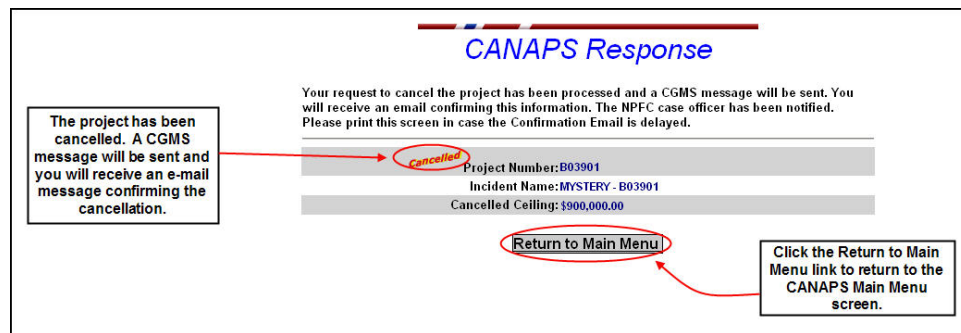 CANAPS Response
Your request to cancel the project has been processed and a CGMS message will be sent. You
will receive an email confirming this information. The NPFC case officer has been notified.
Please print this screen in case the Confirmation Email is delayed.
The project has been
cancelled. A CGMS
message will be sent and
you will receive an e-mail
message confirming the
cancellation.
Cancelled
Project Number: B03901
Incident Name: MYSTERY - B03901
Cancelled Ceiling: $900,000.00
Return to Main Menu
Click the Return to Main
Menu link to return to the
CANAPS Main Menu
screen.